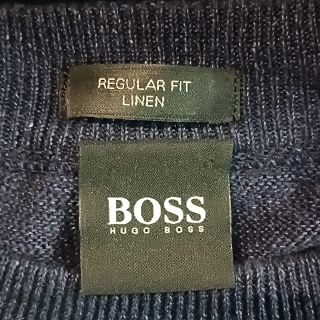 REGULAR FIT
LINEN
BOSS
HUGO BOSS